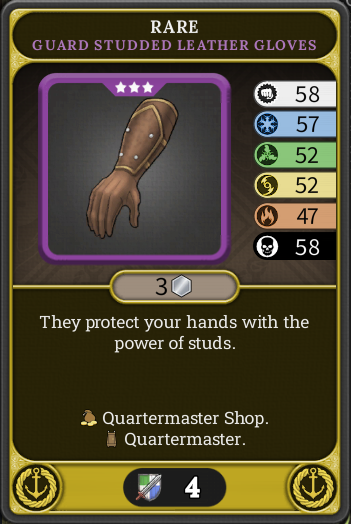 RARE
GUARD STUDDED LEATHER GLOVES
58
57
52
52
47
58
3
They protect your hands with the
power of studs.
Quartermaster Shop.
Quartermaster.
4